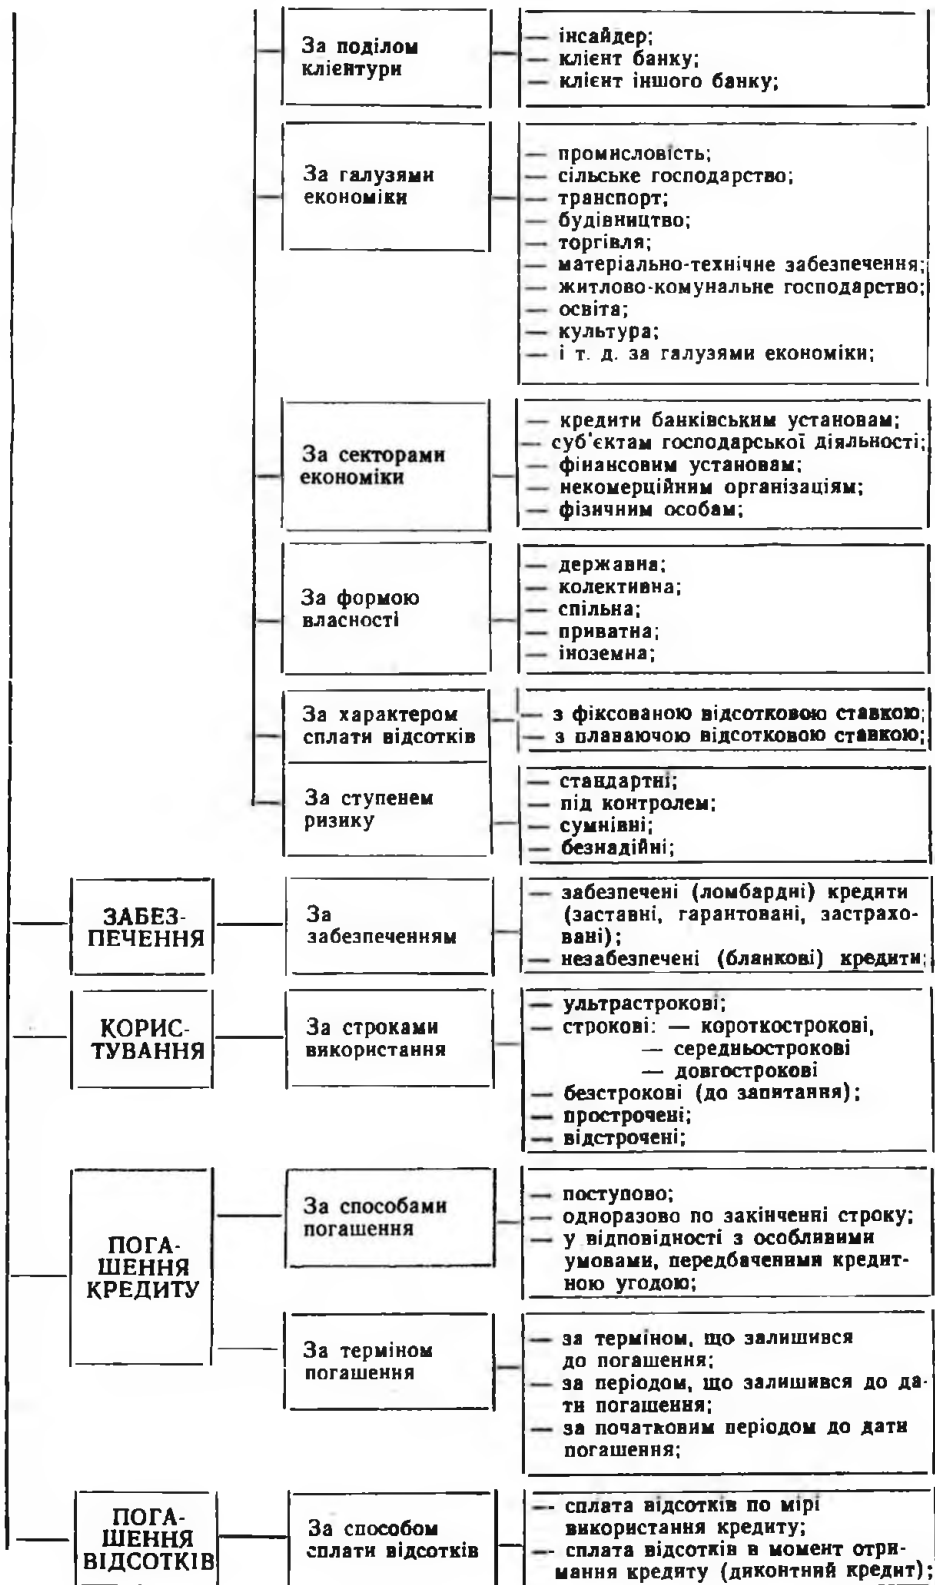 За поділом
клієнтури
— інсайдер;
— клієнт банку;
— клієнт іншого банку;
За галузями
економіки
— промисловість;
— сільське господарство;
— транспорт;
— будівництво;
— торгівля;
— матеріально-технічне забезпечення;
— житлово-комунальне господарство;
— освіта;
— культура;
— і т. д. за галузями економіки;
За секторами
економіки
— кредити банківським установам;
— суб'єктам господарської діяльності;
— фінансовим установам;
— некомерційним організаціям;
— фізичним особам;
За формою
власності
— державна;
— колективна;
— спільна;
— приватна;
— іноземна;
За характером
сплати відсотків
— з фіксованою відсотковою ставкою;
— з плаваючою відсотковою ставкою;
За ступенем
ризику
— стандартні;
— під контролем;
— сумнівні;
— безнадійні;
ЗАБЕЗ-
ПЕЧЕННЯ
За
забезпеченням
— забезпечені (ломбардні) кредити
(заставні, гарантовані, застрахо-
вані);
— незабезпечені (бланкові) кредити;
КОРИС-
ТУВАННЯ
За строками
використання
— ультрастрокові;
— строкові: — короткострокові,
— середньострокові
— довгострокові
— безстрокові (до запитання);
— прострочені;
— відстрочені;
ПОГА-
ШЕННЯ
КРЕДИТУ
За способами
погашення
— поступово;
— одноразово по закінченні строку;
— у відповідності з особливими
умовами, передбаченими кредит-
ною угодою;
За терміном
погашення
— за терміном, що залишився
до погашення;
— за періодом, що залишився до да-
ти погашення;
— за початковим періодом до дати
погашення;
ПОГА-
ШЕННЯ
ВІДСОТКІВ
За способом
сплати відсотків
— сплата відсотків по мірі
використання кредиту;
— сплата відсотків в момент отри-
мання кредиту (диконтний кредит);